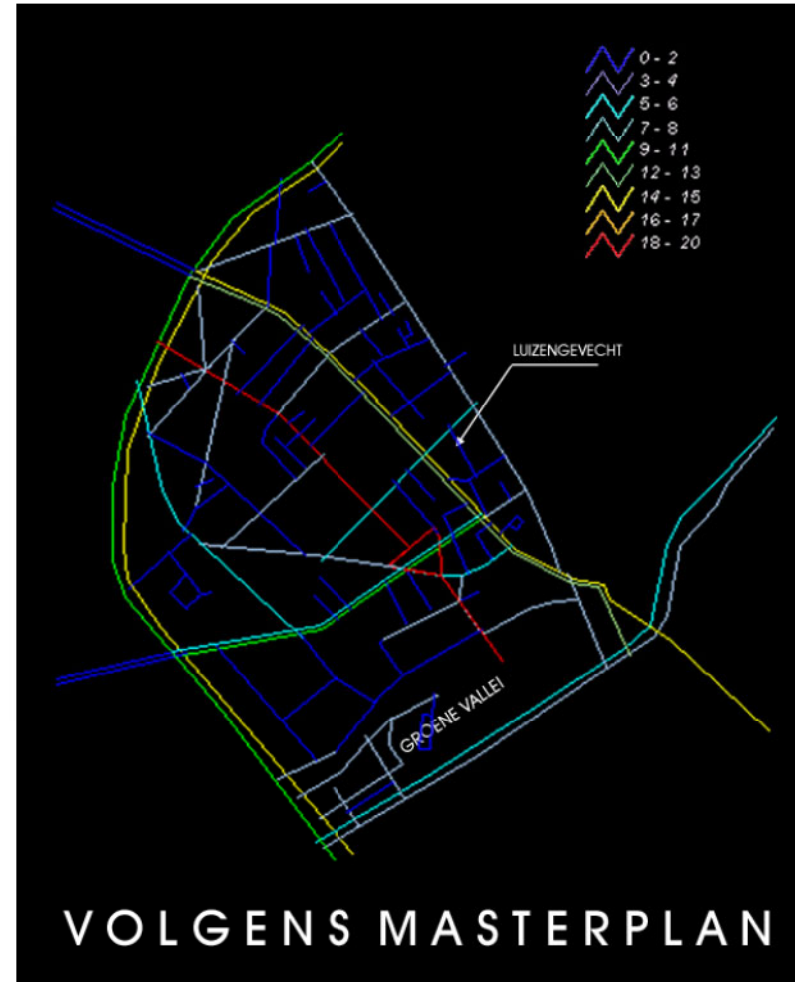 0 - 2
3 - 4
5 - 6
7 - 8
9 - 11
12 - 13
14 - 15
16 - 17
18 - 20
LUIZENGEVECHT
GROENE VALLEI
VOLGENS MASTERPLAN